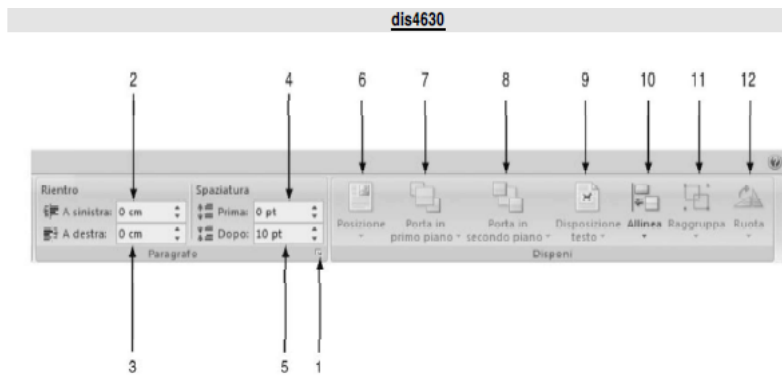 dis4630
2 4 6 7 8 9 10 11 12
Rientro Spaziatura
A sinistra: 0 cm Prima: 0 pt
A destra: 0 cm Dopo: 10 pt
Posizione Porta in primo piano Porta in secondo piano Disposizione testo Allinea Raggruppa Ruota
Paragrafo Disponi
3 5 1